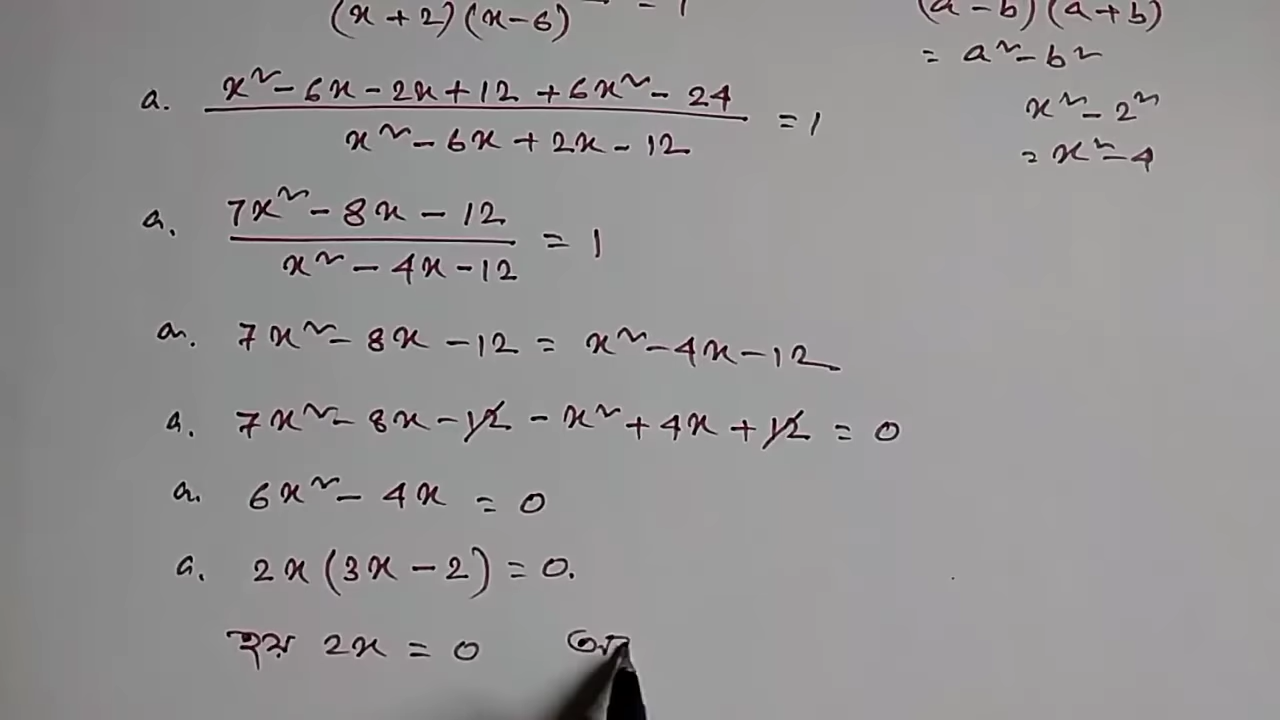 (x + 2)(x - 6) = 1
(a - b)(a + b)
= a² - b²
x² - 2²
= x² - 4
a. (x² - 6x - 2x + 12 + 6x² - 24) / (x² - 6x + 2x - 12) = 1
a. (7x² - 8x - 12) / (x² - 4x - 12) = 1
a. 7x² - 8x - 12 = x² - 4x - 12
a. 7x² - 8x - 12 - x² + 4x + 12 = 0
a. 6x² - 4x = 0
a. 2x (3x - 2) = 0.
হয় 2x = 0